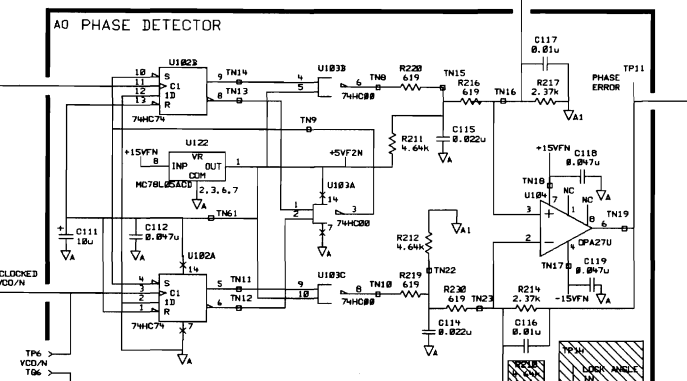 A0 PHASE DETECTOR
C117
0.01u
TP11
PHASE
ERROR
U102B
10 S
11 C1
12 1D
13 R
9 TN14
8 TN13
74HC74
U103B
4
5
6 TN8
74HC00
R220
619
TN15
R216
619
TN16
R217
2.37k
A1
TN9
R211
4.64k
C115
0.022u
A
U122
+15VFN
8 INP VR OUT 1
COM
MC78L05ACD
2,3,6,7
A
+5VF2N
U103A
14
1
2
3
7
74HC00
A
+15VFN
C118
0.047u
A
TN18
7
NC
NC
U104
3
1
8
6 TN19
2
4
OPA27U
TN17
C119
0.047u
A
-15VFN
TN61
C111
10u
A
C112
0.047u
A
U102A
14
4 S
3 C1
2 1D
1 R
5 TN11
6 TN12
74HC74
7
A
R212
4.64k
A1
TN22
U103C
9
10
8 TN10
74HC00
R219
619
R230
619
TN23
R214
2.37k
C114
0.022u
A
C116
0.01u
CLOCKED
VCO/N
TP6
VCO/N
TP14
LOCK ANGLE